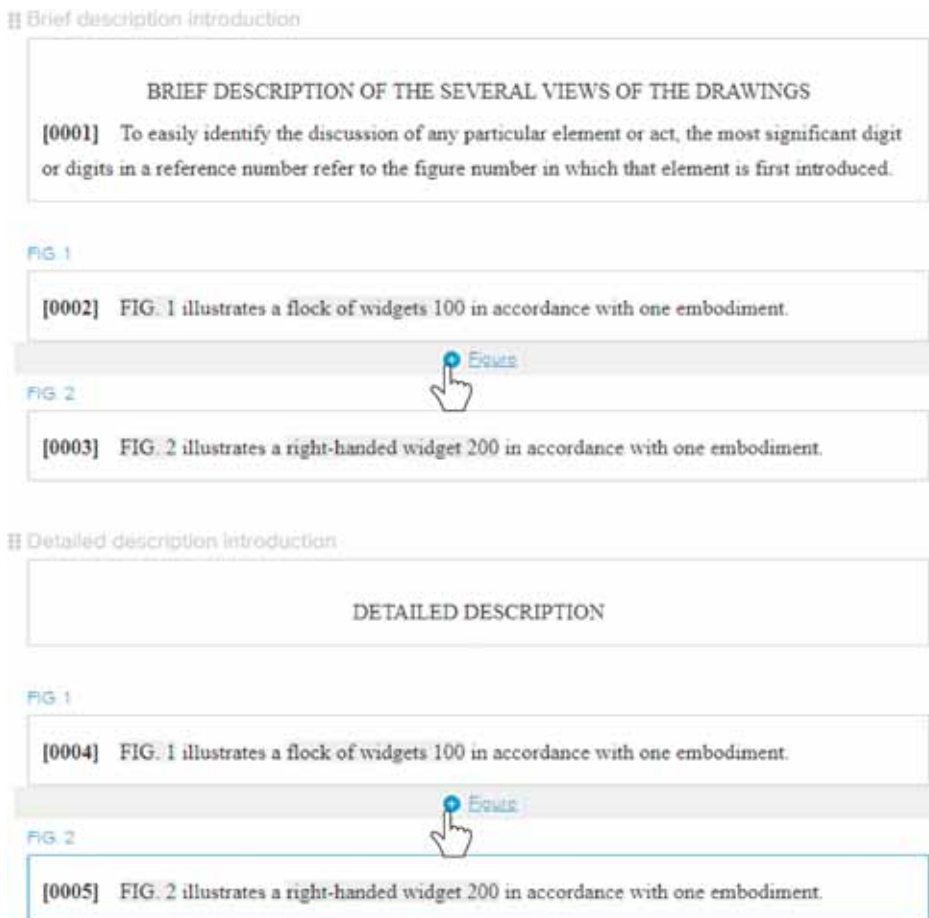 Brief description introduction
BRIEF DESCRIPTION OF THE SEVERAL VIEWS OF THE DRAWINGS
[0001] To easily identify the discussion of any particular element or act, the most significant digit
or digits in a reference number refer to the figure number in which that element is first introduced.
FIG. 1
[0002] FIG. 1 illustrates a flock of widgets 100 in accordance with one embodiment.
Figure
FIG. 2
[0003] FIG. 2 illustrates a right-handed widget 200 in accordance with one embodiment.
Detailed description introduction
DETAILED DESCRIPTION
FIG. 1
[0004] FIG. 1 illustrates a flock of widgets 100 in accordance with one embodiment.
Figure
FIG. 2
[0005] FIG. 2 illustrates a right-handed widget 200 in accordance with one embodiment.